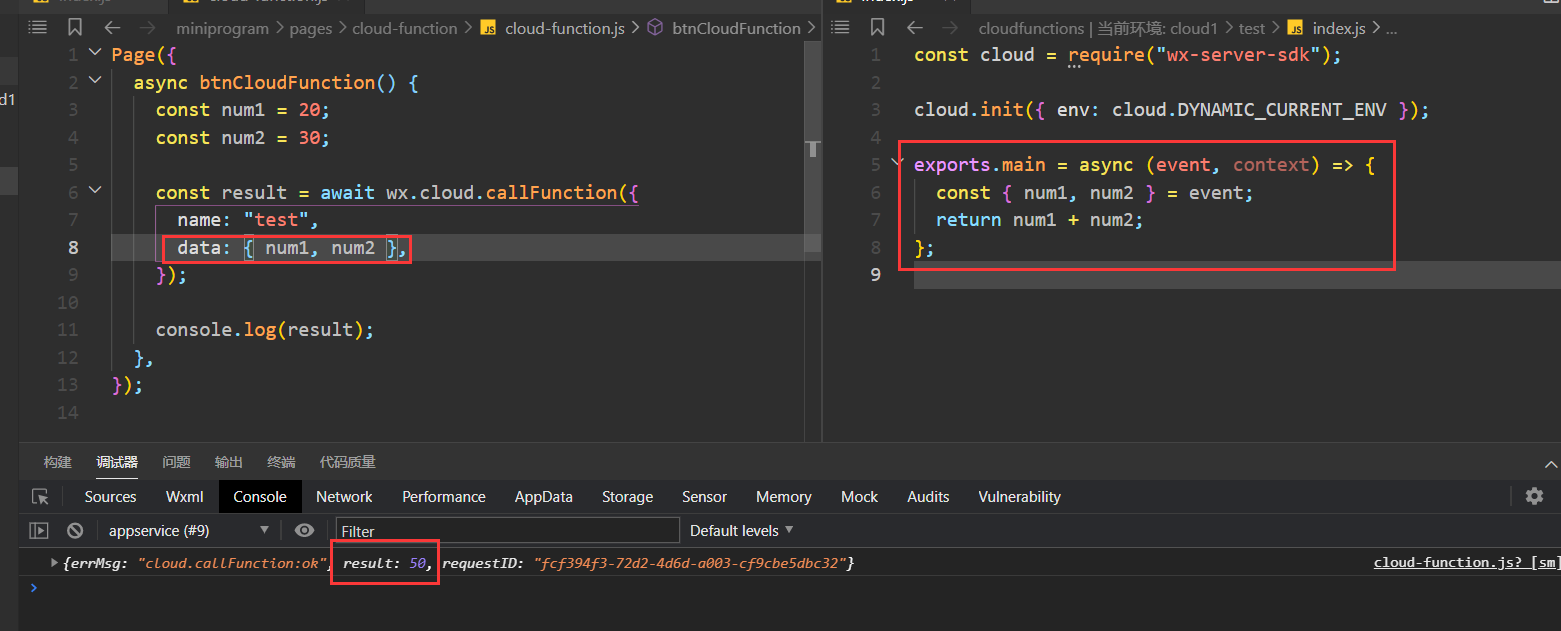 d1
miniprogram > pages > cloud-function > JS cloud-function.js > btnCloudFunction >
1 Page({
2 async btnCloudFunction() {
3 const num1 = 20;
4 const num2 = 30;
5
6 const result = await wx.cloud.callFunction({
7 name: "test",
8 data: { num1, num2 },
9 });
10
11 console.log(result);
12 },
13 });
14
cloudfunctions | 当前环境: cloud1 > test > JS index.js > ...
1 const cloud = require("wx-server-sdk");
2
3 cloud.init({ env: cloud.DYNAMIC_CURRENT_ENV });
4
5 exports.main = async (event, context) => {
6 const { num1, num2 } = event;
7 return num1 + num2;
8 };
9
构建 调试器 问题 输出 终端 代码质量
Sources Wxml Console Network Performance AppData Storage Sensor Memory Mock Audits Vulnerability
appservice (#9) Filter Default levels
{errMsg: "cloud.callFunction:ok", result: 50, requestID: "fcf394f3-72d2-4d6d-a003-cf9cbe5dbc32"} cloud-function.js? [sm]